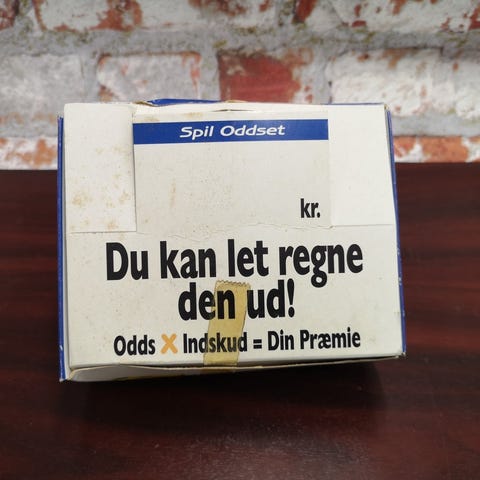 Spil Oddset
kr.
Du kan let regne
den ud!
Odds X Indskud = Din Præmie